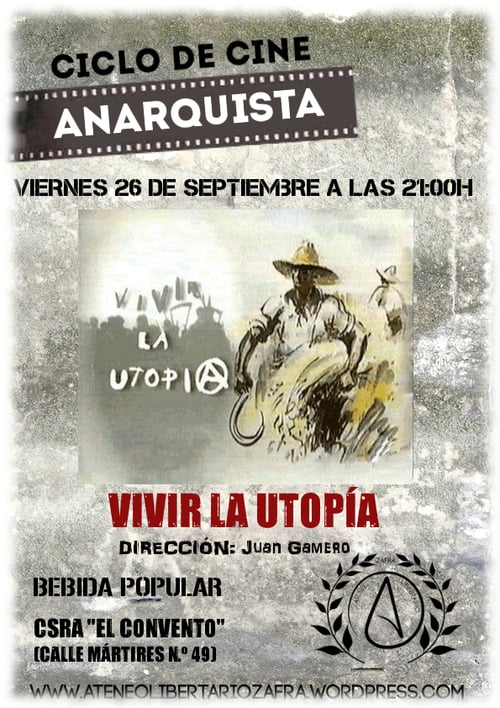 CICLO DE CINE
ANARQUISTA
VIERNES 26 DE SEPTIEMBRE A LAS 21:00H
VIVIR
LA
UTOPIA
VIVIR LA UTOPÍA
DIRECCIÓN: Juan Gamero
BEBIDA POPULAR
CSRA "EL CONVENTO"
(CALLE MÁRTIRES N.º 49)
ZAFRA
WWW.ATENEOLIBERTARIOZAFRA.WORDPRESS.COM